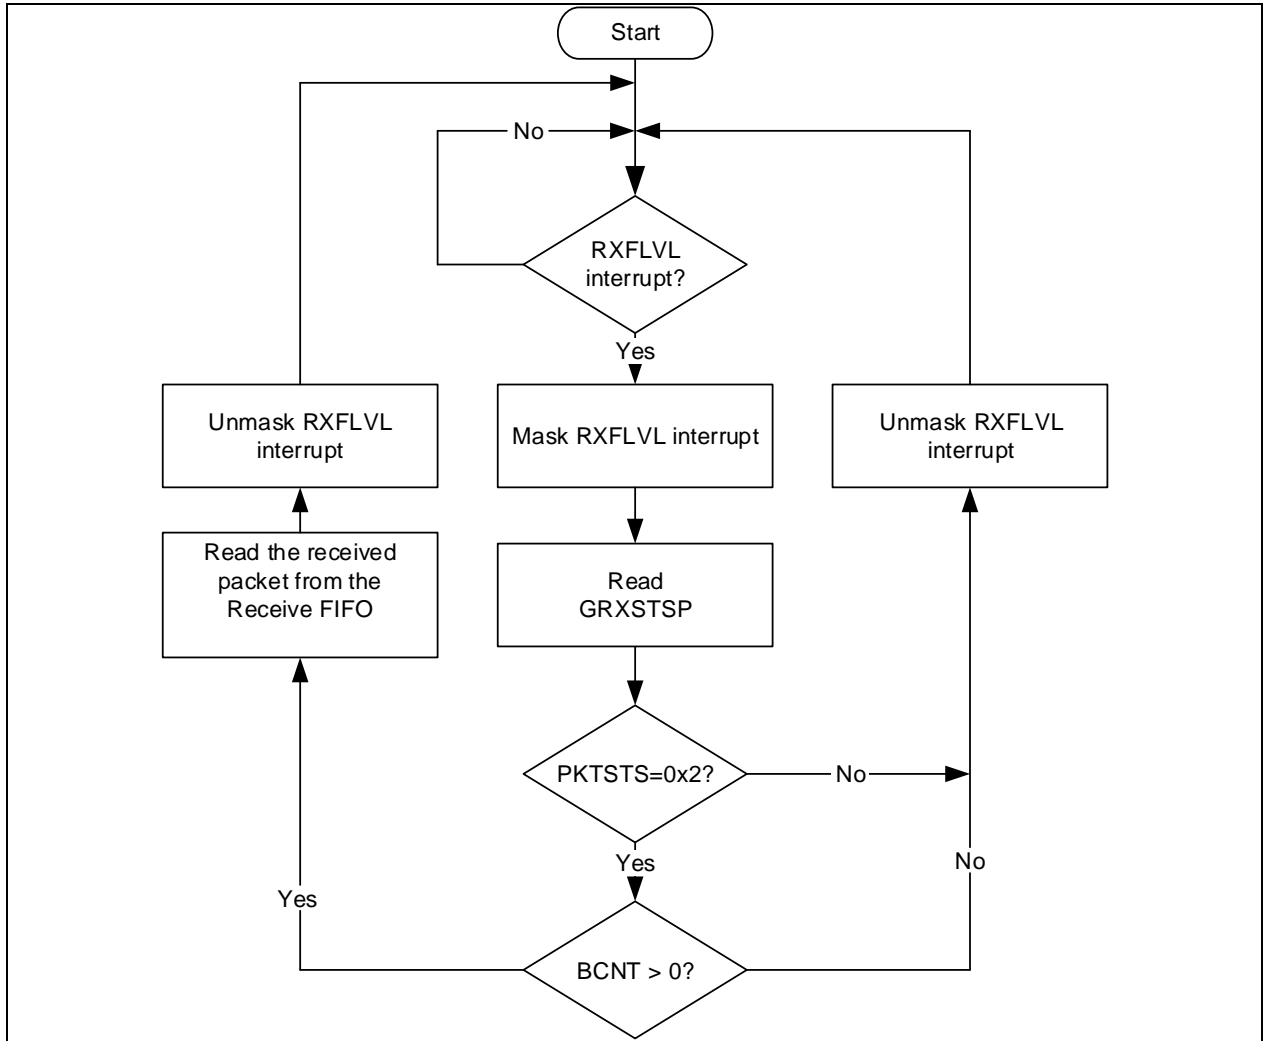 Start
No
RXFLVL
interrupt?
Yes
Unmask RXFLVL
interrupt
Mask RXFLVL interrupt
Unmask RXFLVL
interrupt
Read the received
packet from the
Receive FIFO
Read
GRXSTSP
PKTSTS=0x2?
No
Yes
No
Yes
BCNT > 0?